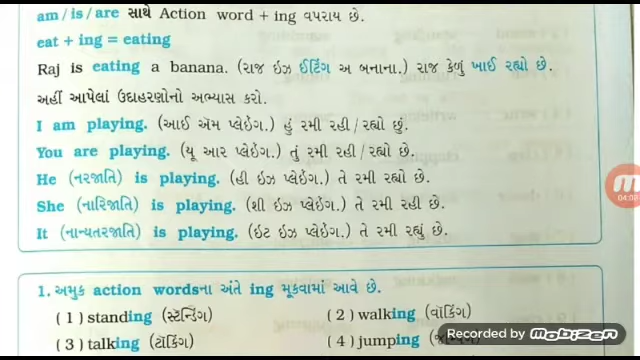 am / is / are સાથે Action word + ing વપરાય છે.
eat + ing = eating
Raj is eating a banana. (રાજ ઇઝ ઈટિંગ અ બનાના.) રાજ કેળું ખાઈ રહ્યો છે.
અહીં આપેલાં ઉદાહરણોનો અભ્યાસ કરો.
I am playing. (આઈ ઍમ પ્લેઇંગ.) હું રમી રહી / રહ્યો છું.
You are playing. (યૂ આર પ્લેઇંગ.) તું રમી રહી / રહ્યો છે.
He (નરજાતિ) is playing. (હી ઇઝ પ્લેઇંગ.) તે રમી રહ્યો છે.
She (નારિજાતિ) is playing. (શી ઇઝ પ્લેઇંગ.) તે રમી રહી છે.
It (નાન્યતરજાતિ) is playing. (ઇટ ઇઝ પ્લેઇંગ.) તે રમી રહ્યું છે.
04:02
1. અમુક action wordsના અંતે ing મૂકવામાં આવે છે.
( 1 ) standing (સ્ટૅન્ડિંગ)
( 2 ) walking (વૉકિંગ)
( 3 ) talking (ટૉકિંગ)
( 4 ) jumping
Recorded by mobizen